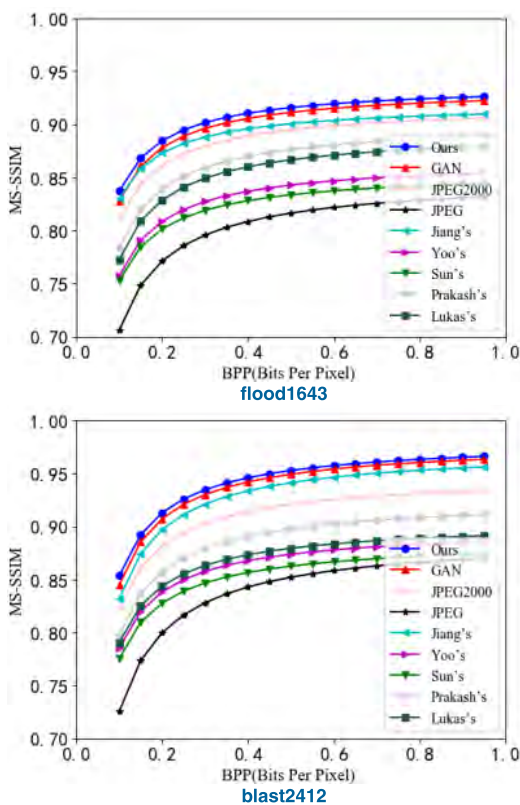 1.00
0.95
0.90
0.85
0.80
0.75
0.70
MS-SSIM
Ours
GAN
JPEG2000
JPEG
Jiang's
Yoo's
Sun's
Prakash's
Lukas's
0.0 0.2 0.4 0.6 0.8 1.0
BPP(Bits Per Pixel)
flood1643
1.00
0.95
0.90
0.85
0.80
0.75
0.70
MS-SSIM
Ours
GAN
JPEG2000
JPEG
Jiang's
Yoo's
Sun's
Prakash's
Lukas's
0.0 0.2 0.4 0.6 0.8 1.0
BPP(Bits Per Pixel)
blast2412